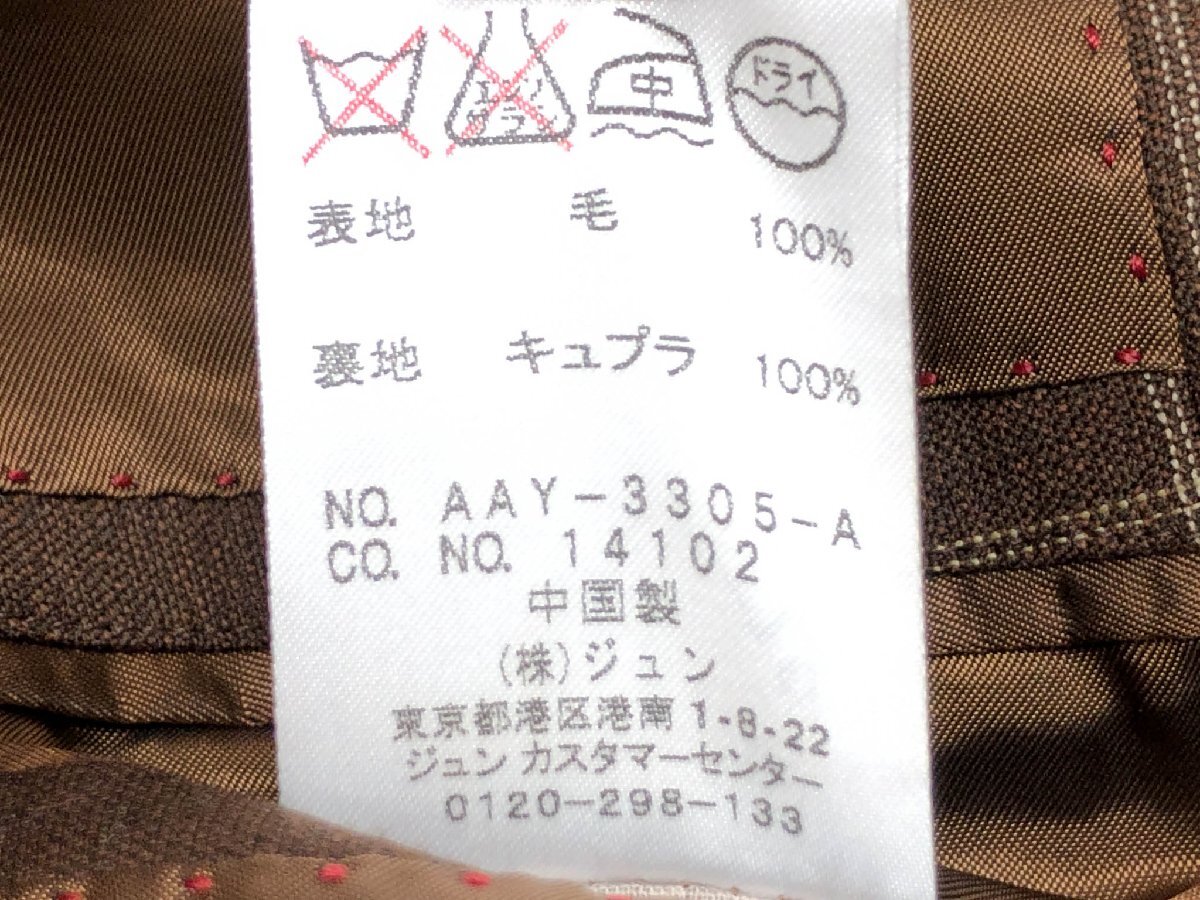 エンソ
サラ
中
ドライ
表地 毛 100%
裏地 キュプラ 100%
NO. AAY-3305-A
CO. NO. 14102
中国製
(株)ジュン
東京都港区港南1-8-22
ジュン カスタマーセンター
0120-298-133